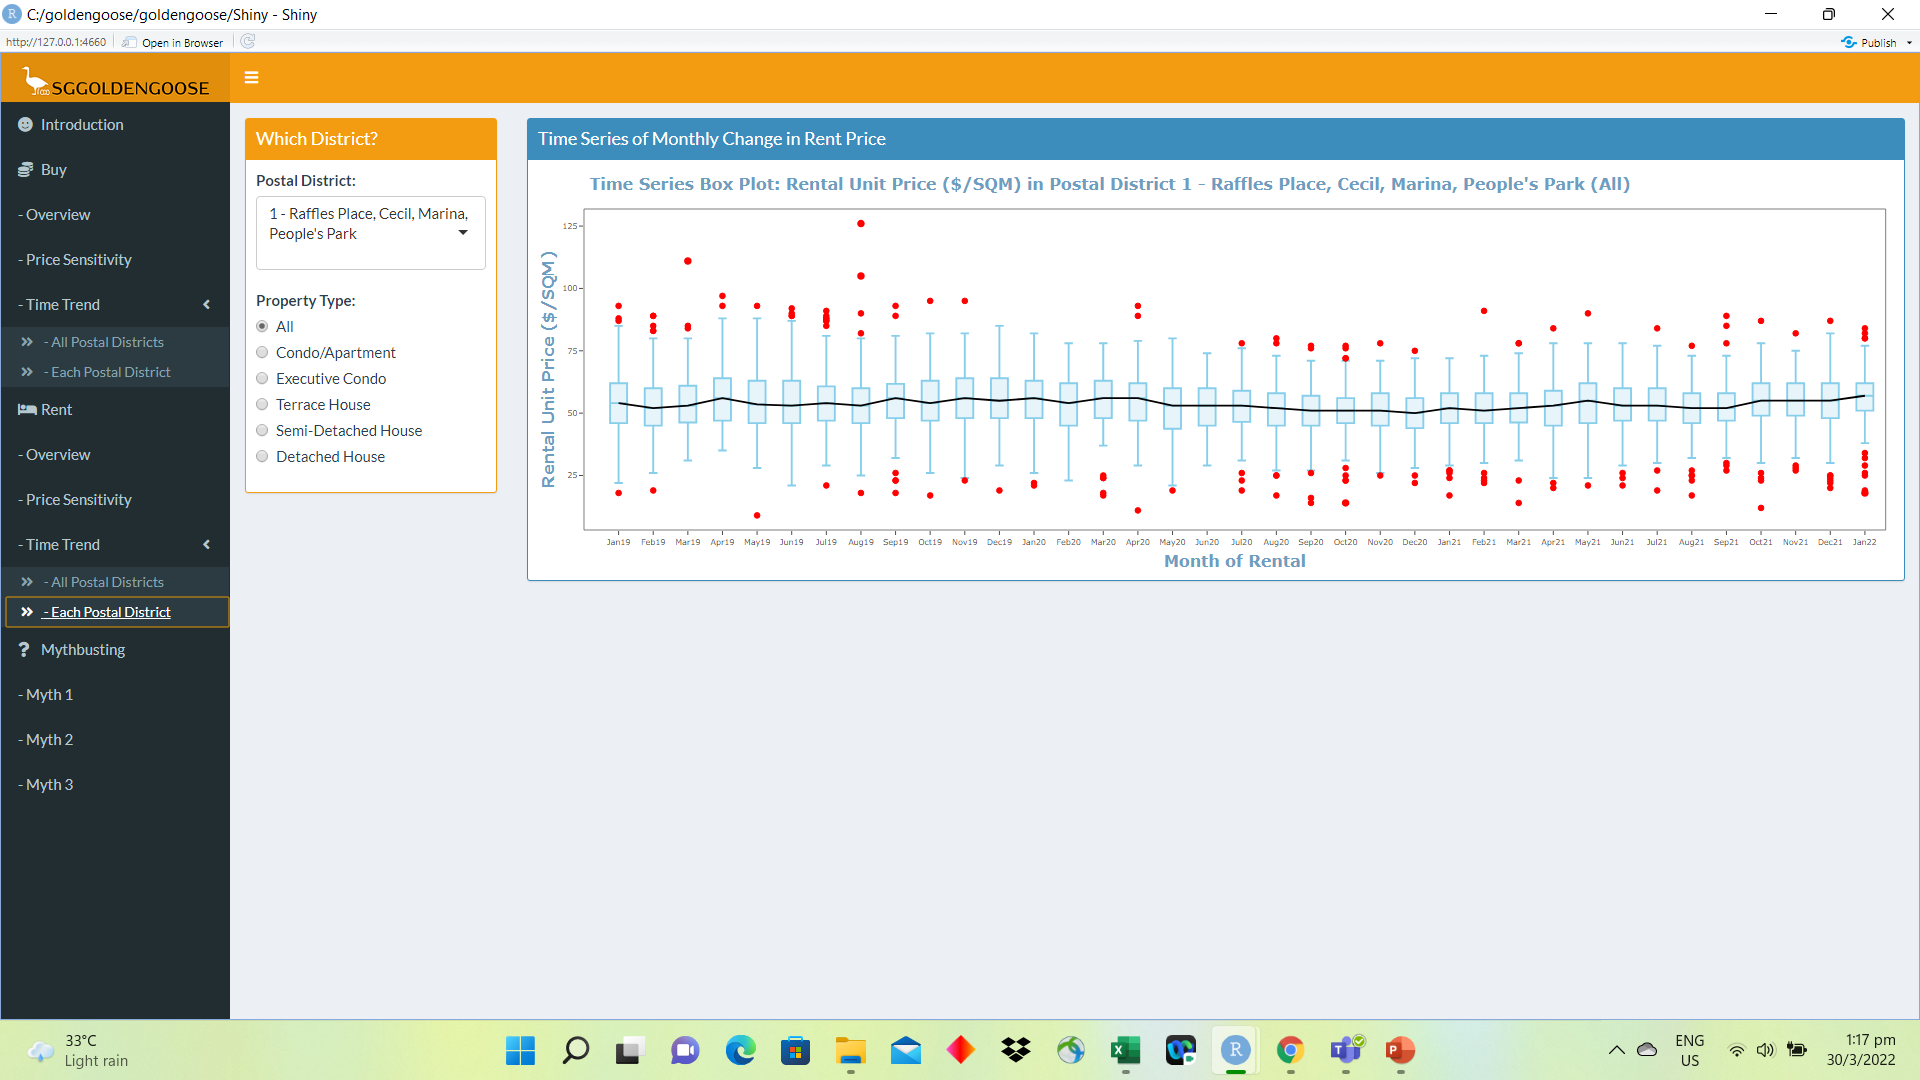 C:/goldengoose/goldengoose/Shiny - Shiny
http://127.0.0.1:4660
Open in Browser
Publish
SGGOLDENGOOSE
Introduction
Buy
- Overview
- Price Sensitivity
- Time Trend
- All Postal Districts
- Each Postal District
Rent
- Overview
- Price Sensitivity
- Time Trend
- All Postal Districts
- Each Postal District
Mythbusting
- Myth 1
- Myth 2
- Myth 3
Which District?
Postal District:
1 - Raffles Place, Cecil, Marina,
People's Park
Property Type:
All
Condo/Apartment
Executive Condo
Terrace House
Semi-Detached House
Detached House
Time Series of Monthly Change in Rent Price
Time Series Box Plot: Rental Unit Price ($/SQM) in Postal District 1 - Raffles Place, Cecil, Marina, People's Park (All)
Rental Unit Price ($/SQM)
125
100
75
50
25
Jan19 Feb19 Mar19 Apr19 May19 Jun19 Jul19 Aug19 Sep19 Oct19 Nov19 Dec19 Jan20 Feb20 Mar20 Apr20 May20 Jun20 Jul20 Aug20 Sep20 Oct20 Nov20 Dec20 Jan21 Feb21 Mar21 Apr21 May21 Jun21 Jul21 Aug21 Sep21 Oct21 Nov21 Dec21 Jan22
Month of Rental
33°C
Light rain
ENG
US
1:17 pm
30/3/2022